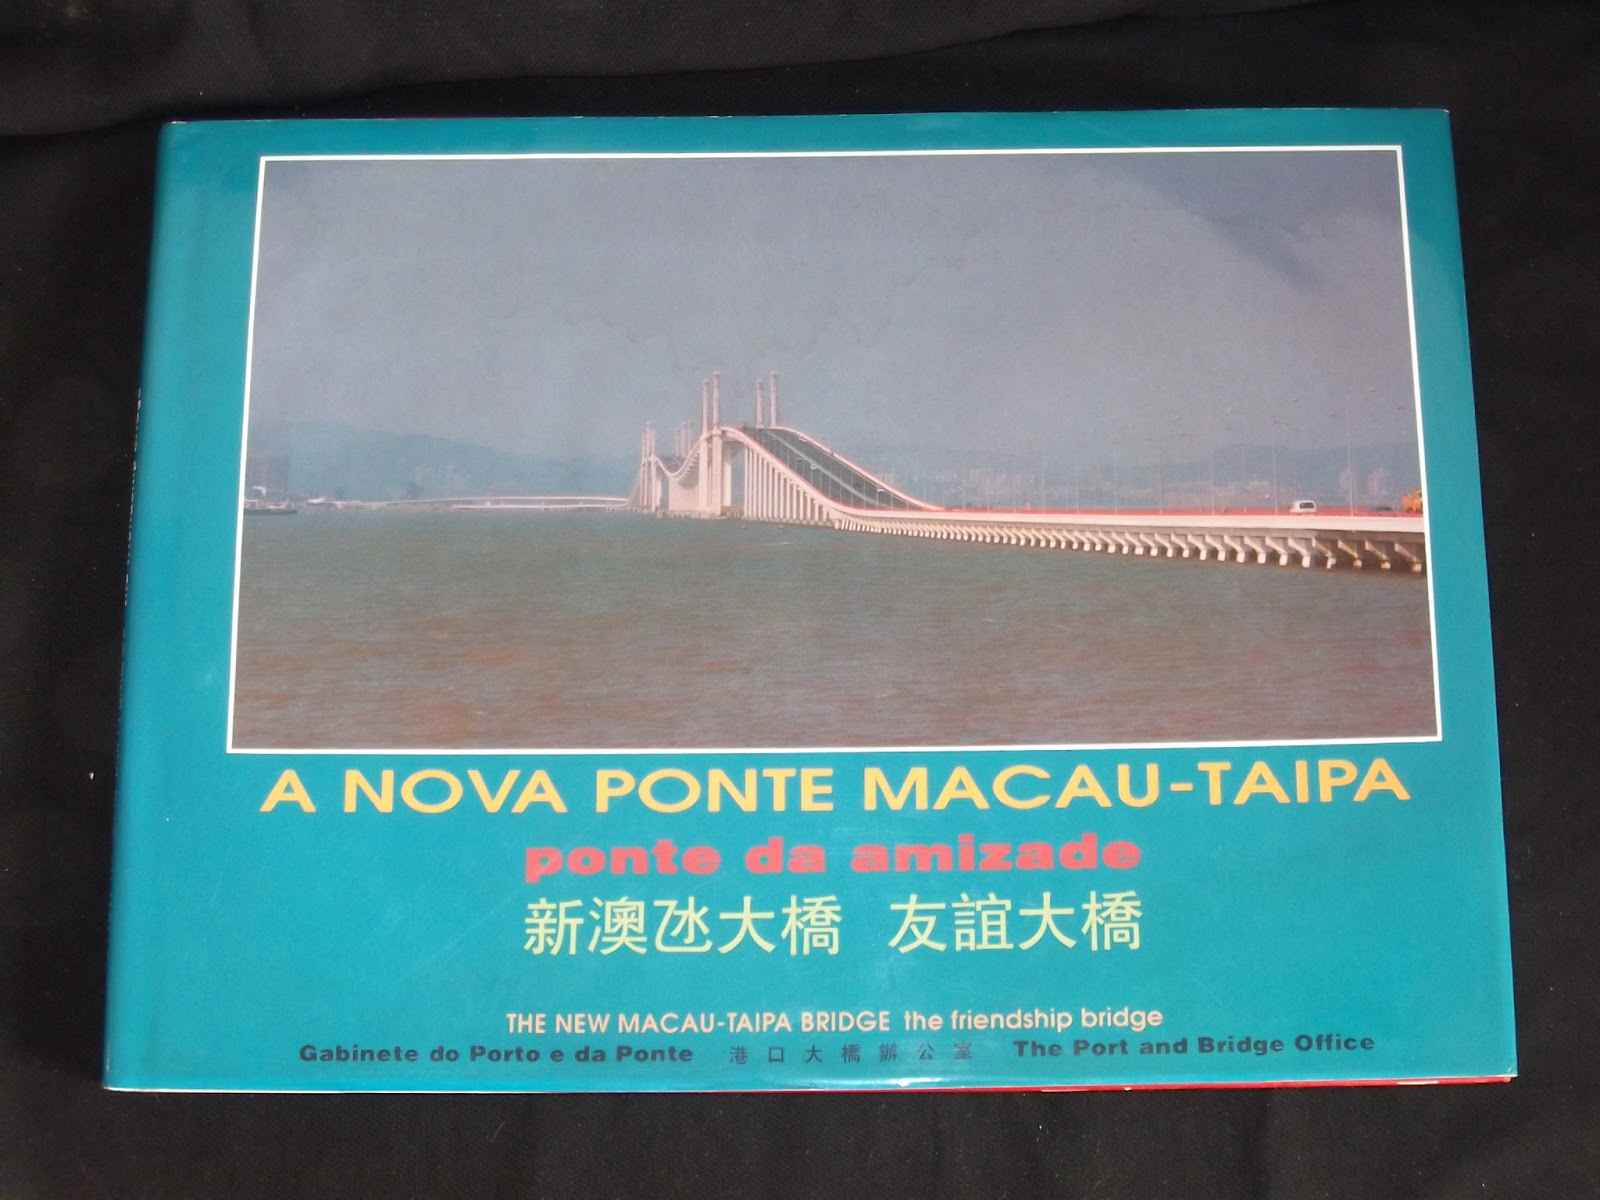 A NOVA PONTE MACAU-TAIPA
ponte da amizade
新澳氹大橋 友誼大橋
THE NEW MACAU-TAIPA BRIDGE the friendship bridge
Gabinete do Porto e da Ponte 港口大橋辦公室 The Port and Bridge Office